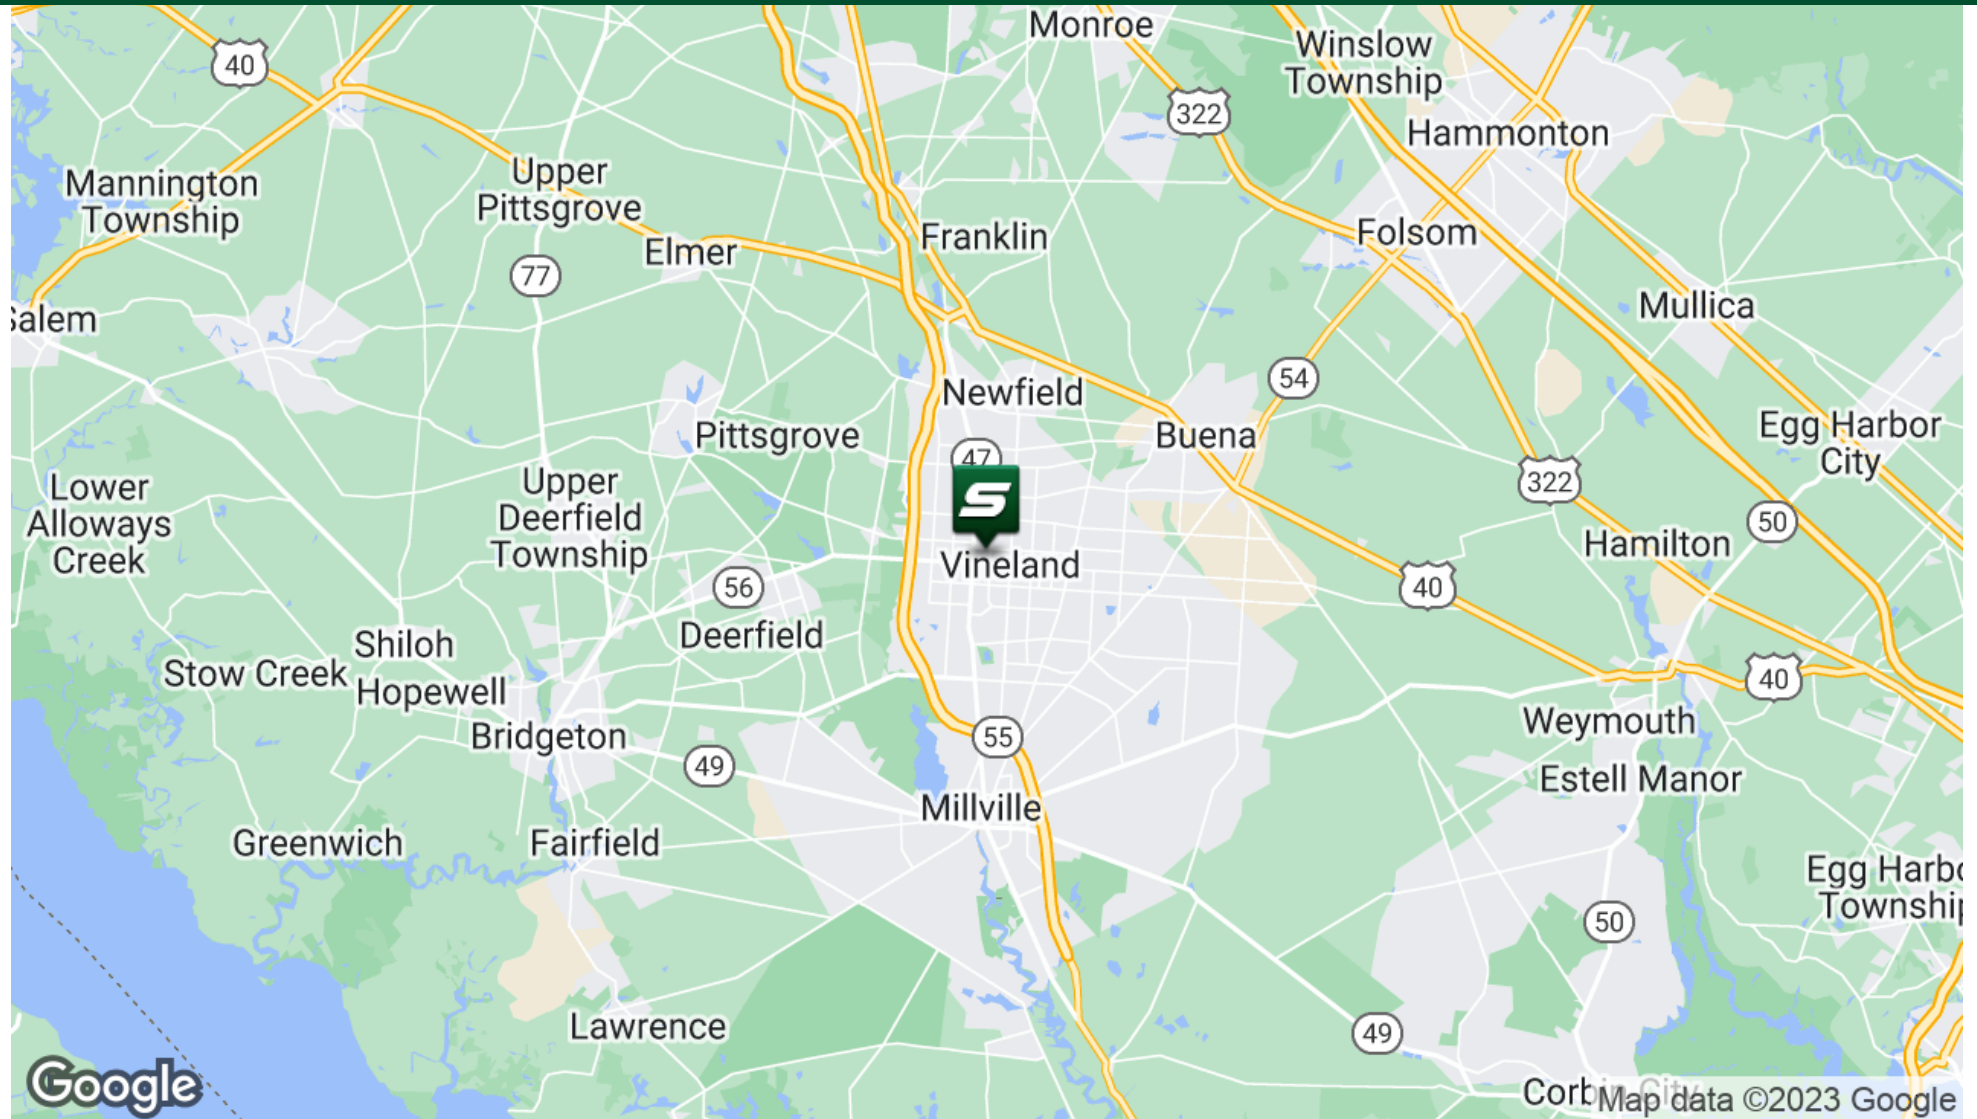 Monroe
Winslow
Township
40
322
Hammonton
Upper
Pittsgrove
Mannington
Township
Franklin
Folsom
Elmer
77
Mullica
Salem
54
Newfield
Egg Harbor
City
Pittsgrove
Buena
47
322
Lower
Alloways
Creek
Upper
Deerfield
Township
S
50
Hamilton
Vineland
56
40
Deerfield
Shiloh
Stow Creek
Hopewell
40
Bridgeton
55
Weymouth
49
Estell Manor
Millville
Greenwich
Fairfield
Egg Harbo
Township
50
Lawrence
49
Google
Corbin City
Map data ©2023 Google